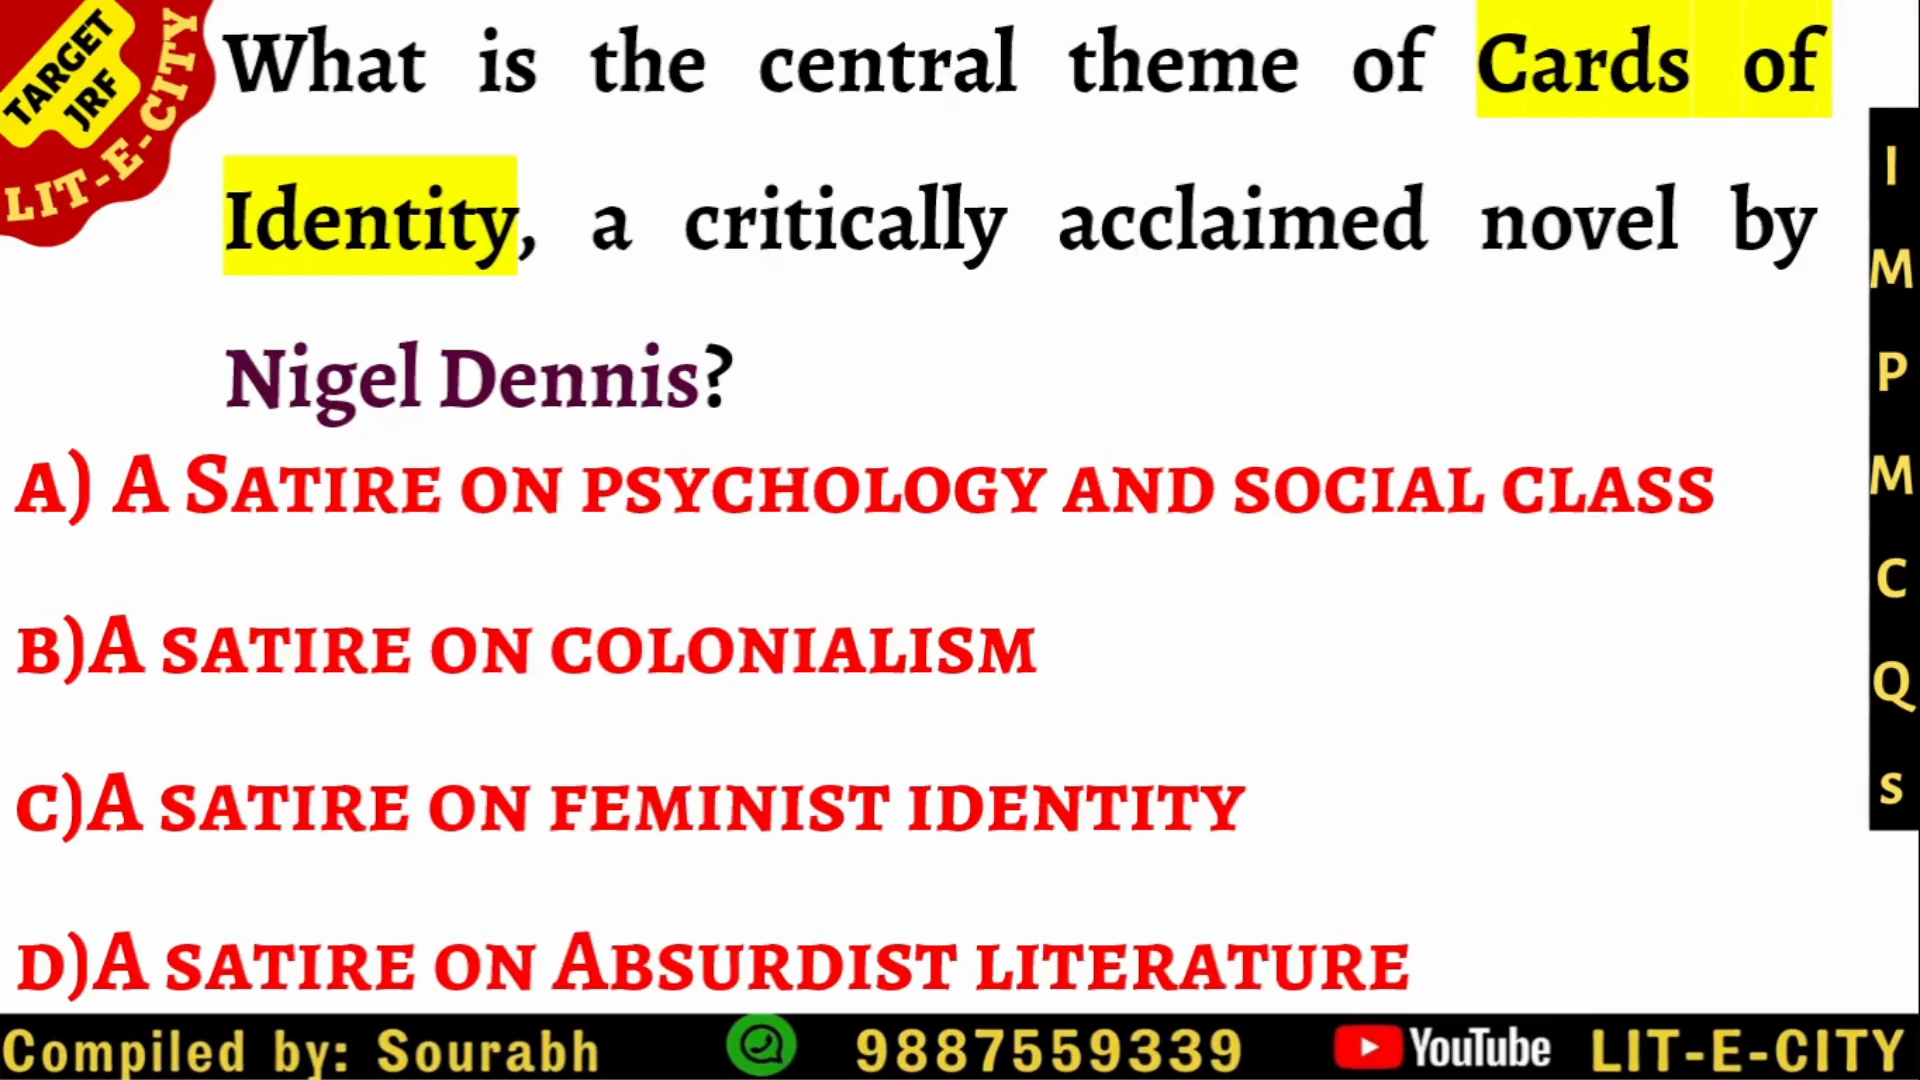 TARGET
JRF
LIT-E-CITY
What is the central theme of Cards of
Identity, a critically acclaimed novel by
Nigel Dennis?
A) A Satire on psychology and social class
B)A satire on colonialism
C)A satire on feminist identity
D)A satire on Absurdist literature
I
M
P
M
C
Q
s
Compiled by: Sourabh 9887559339 YouTube LIT-E-CITY